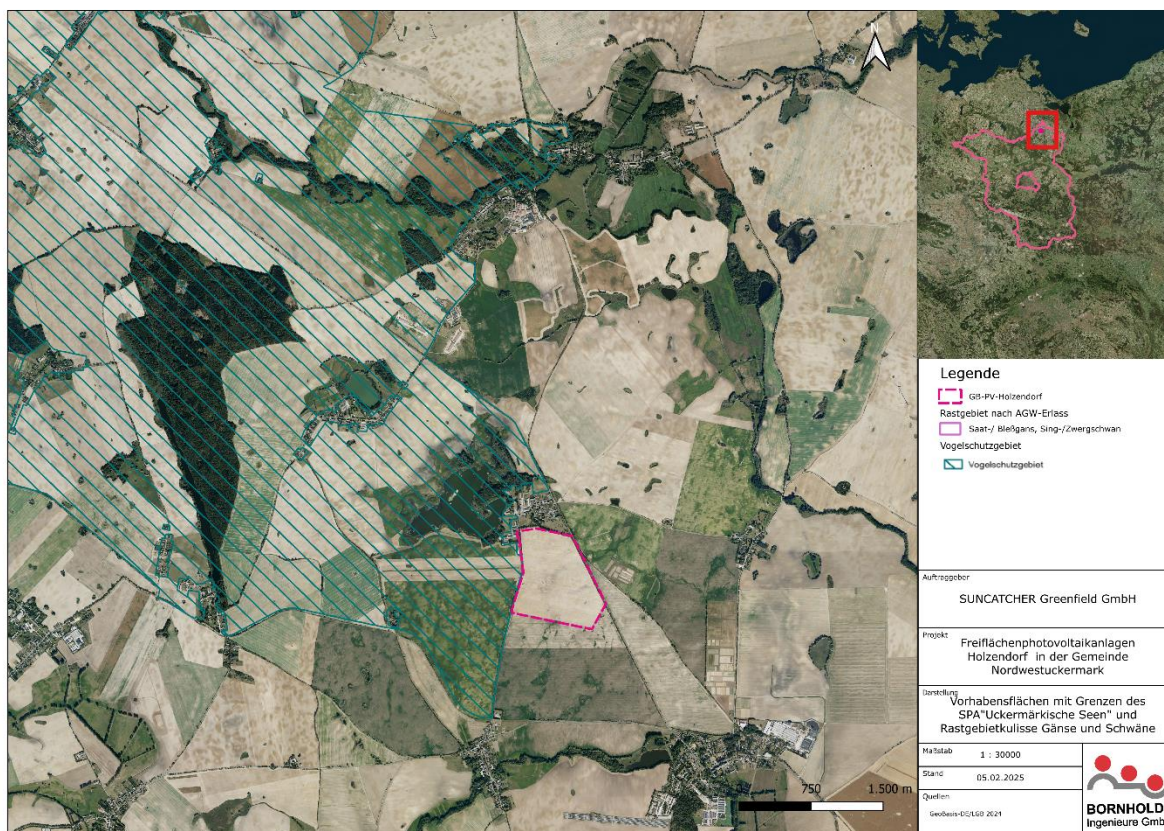 N
Legende
GB-PV-Holzendorf
Rastgebiet nach AGW-Erlass
Saat-/ Bleßgans, Sing-/Zwergschwan
Vogelschutzgebiet
Vogelschutzgebiet
Auftraggeber
SUNCATCHER Greenfield GmbH
Projekt
Freiflächenphotovoltaikanlagen
Holzendorf in der Gemeinde
Nordwestuckermark
Darstellung
Vorhabensflächen mit Grenzen des
SPA"Uckermärkische Seen" und
Rastgebietkulisse Gänse und Schwäne
Maßstab
1 : 30000
Stand
05.02.2025
Quellen
GeoBasis-DE/LGB 2024
BORNHOLD
Ingenieure GmbH
750
1.500 m